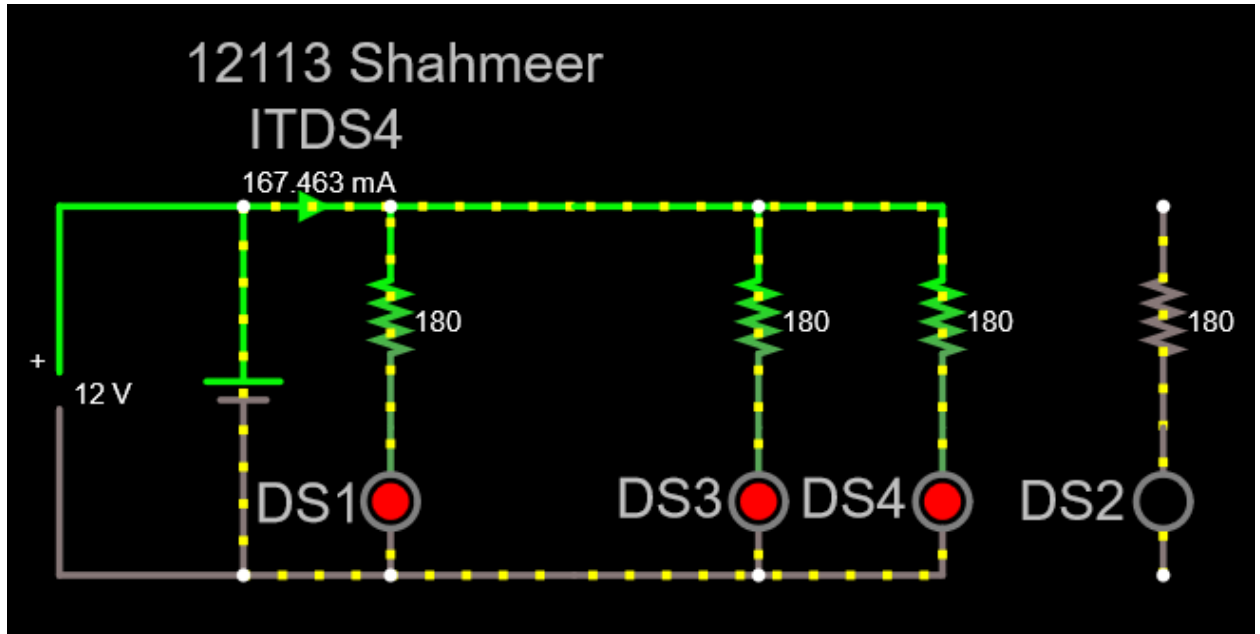 12113 Shahmeer
ITDS4
167.463 mA
180 180 180 180
+
12 V
DS1 DS3 DS4 DS2